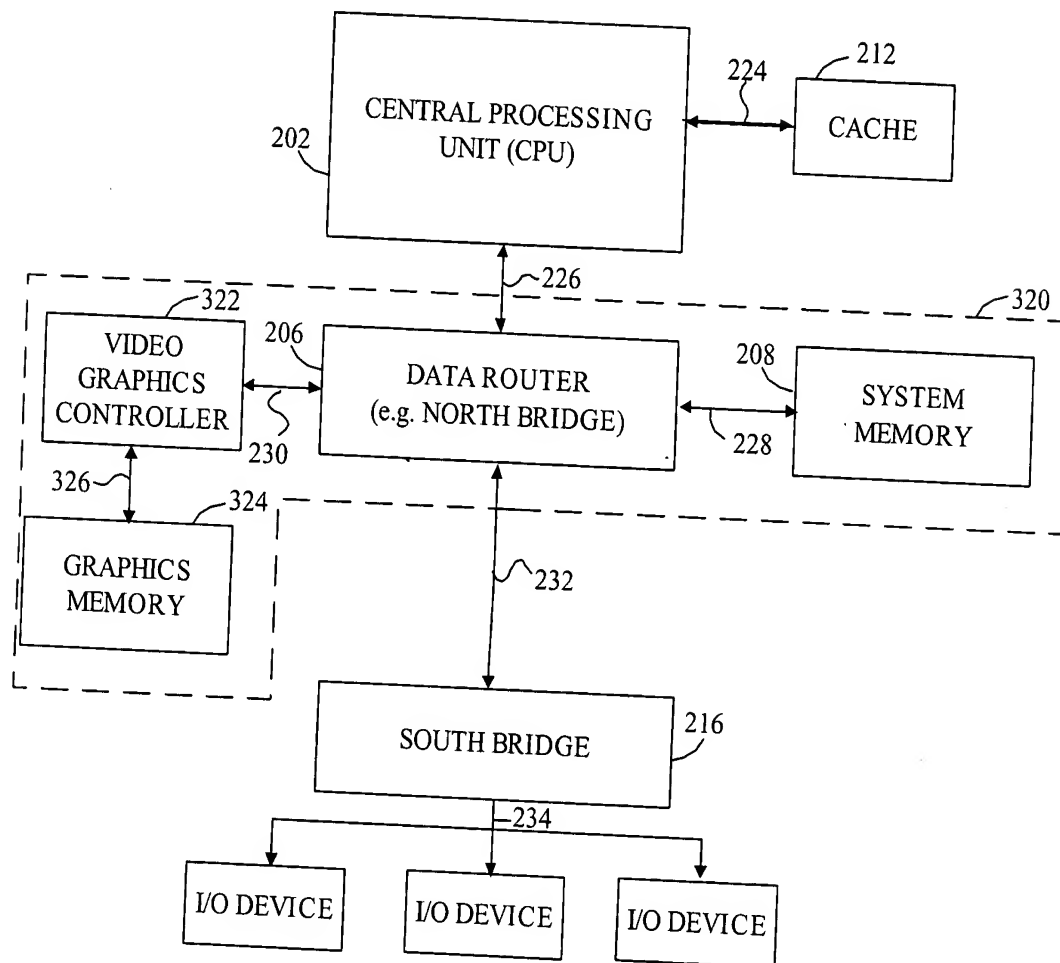 212
224
CENTRAL PROCESSING
UNIT (CPU)
CACHE
202
226
322
320
VIDEO
GRAPHICS
CONTROLLER
206
DATA ROUTER
(e.g. NORTH BRIDGE)
208
SYSTEM
MEMORY
230
228
326
324
GRAPHICS
MEMORY
232
SOUTH BRIDGE
216
234
I/O DEVICE
I/O DEVICE
I/O DEVICE